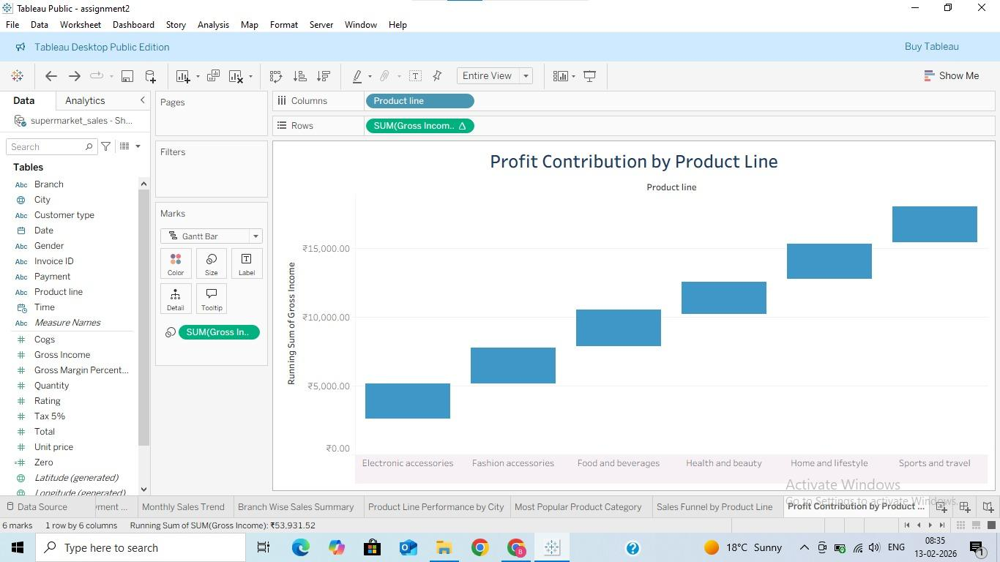 Tableau Public - assignment2
File Data Worksheet Dashboard Story Analysis Map Format Server Window Help
Tableau Desktop Public Edition
Buy Tableau
Entire View
Show Me
Data Analytics
supermarket_sales - Sh...
Search
Tables
Abc Branch
City
Abc Customer type
Date
Abc Gender
Abc Invoice ID
Abc Payment
Abc Product line
Time
Abc Measure Names
# Cogs
# Gross Income
# Gross Margin Percent...
# Quantity
# Rating
# Tax 5%
# Total
# Unit price
=# Zero
Latitude (generated)
Longitude (generated)
Pages
Filters
Marks
Gantt Bar
Color Size Label
Detail Tooltip
SUM(Gross In..
Columns Product line
Rows SUM(Gross Incom.. Δ
Profit Contribution by Product Line
Product line
Running Sum of Gross Income
₹15,000.00
₹10,000.00
₹5,000.00
₹0.00
Electronic accessories Fashion accessories Food and beverages Health and beauty Home and lifestyle Sports and travel
Activate Windows
Go to Settings to activate Windows.
Data Source yment ... Monthly Sales Trend Branch Wise Sales Summary Product Line Performance by City Most Popular Product Category Sales Funnel by Product Line Profit Contribution by Product ...
6 marks 1 row by 6 columns Running Sum of SUM(Gross Income): ₹53,931.52
Type here to search
18°C Sunny
ENG
08:35
13-02-2026
1